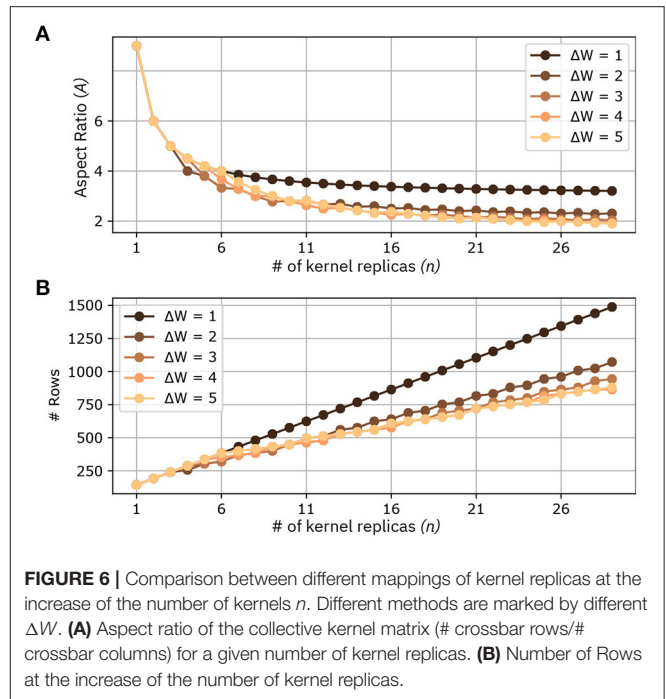 A
Aspect Ratio (A)
6
4
2
1
6
11
16
21
26
# of kernel replicas (n)
ΔW = 1
ΔW = 2
ΔW = 3
ΔW = 4
ΔW = 5
B
# Rows
1500
1250
1000
750
500
250
1
6
11
16
21
26
# of kernel replicas (n)
ΔW = 1
ΔW = 2
ΔW = 3
ΔW = 4
ΔW = 5
FIGURE 6 | Comparison between different mappings of kernel replicas at the
increase of the number of kernels n. Different methods are marked by different
ΔW. (A) Aspect ratio of the collective kernel matrix (# crossbar rows/#
crossbar columns) for a given number of kernel replicas. (B) Number of Rows
at the increase of the number of kernel replicas.